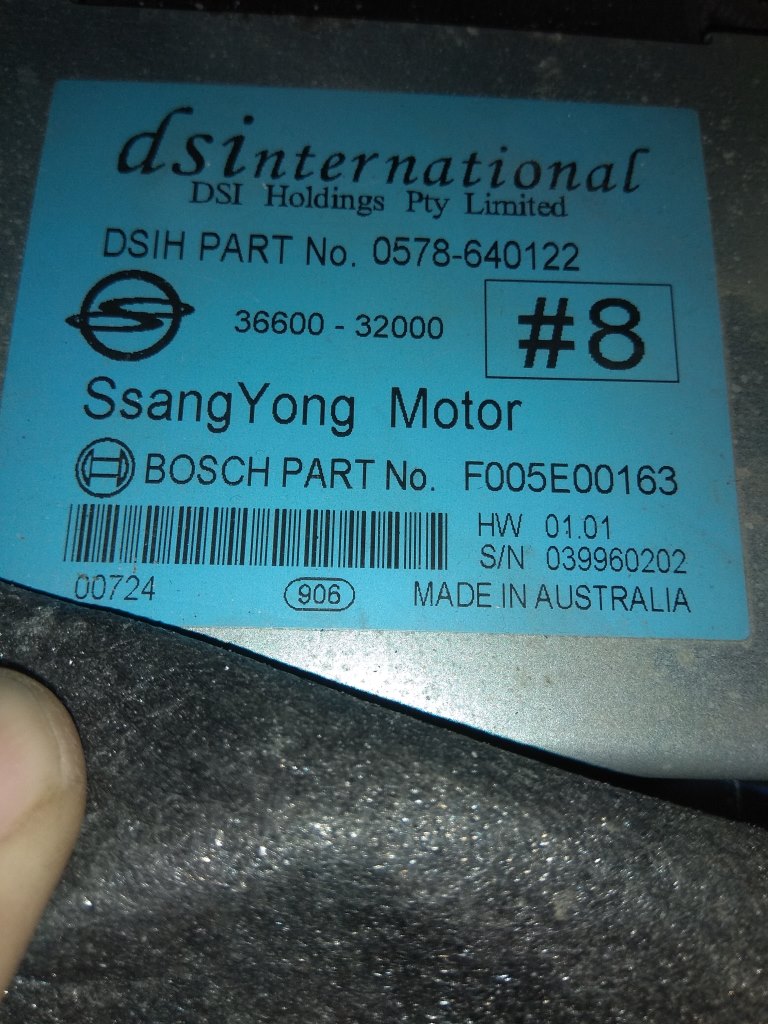 dsinternational
DSI Holdings Pty Limited
DSIH PART No. 0578-640122
36600 - 32000
#8
SsangYong Motor
BOSCH PART No. F005E00163
HW 01.01
S/N 039960202
00724
906
MADE IN AUSTRALIA